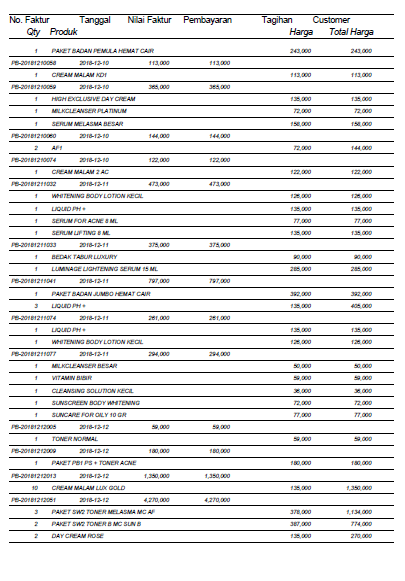 No. Faktur Tanggal Nilai Faktur Pembayaran Tagihan Customer
Qty Produk Harga Total Harga
1 PAKET BADAN PEMULA HEMAT CAIR 243,000 243,000
PB-20181210058 2018-12-10 113,000 113,000
1 CREAM MALAM KD1 113,000 113,000
PB-20181210059 2018-12-10 365,000 365,000
1 HIGH EXCLUSIVE DAY CREAM 135,000 135,000
1 MILKCLEANSER PLATINUM 72,000 72,000
1 SERUM MELASMA BESAR 158,000 158,000
PB-20181210060 2018-12-10 144,000 144,000
2 AF1 72,000 144,000
PB-20181210074 2018-12-10 122,000 122,000
1 CREAM MALAM 2 AC 122,000 122,000
PB-20181211032 2018-12-11 473,000 473,000
1 WHITENING BODY LOTION KECIL 126,000 126,000
1 LIQUID PH + 135,000 135,000
1 SERUM FOR ACNE 8 ML 77,000 77,000
1 SERUM LIFTING 8 ML 135,000 135,000
PB-20181211033 2018-12-11 375,000 375,000
1 BEDAK TABUR LUXURY 90,000 90,000
1 LUMINAGE LIGHTENING SERUM 15 ML 285,000 285,000
PB-20181211041 2018-12-11 797,000 797,000
1 PAKET BADAN JUMBO HEMAT CAIR 392,000 392,000
3 LIQUID PH + 135,000 405,000
PB-20181211074 2018-12-11 261,000 261,000
1 LIQUID PH + 135,000 135,000
1 WHITENING BODY LOTION KECIL 126,000 126,000
PB-20181211077 2018-12-11 294,000 294,000
1 MILKCLEANSER BESAR 50,000 50,000
1 VITAMIN BIBIR 59,000 59,000
1 CLEANSING SOLUTION KECIL 36,000 36,000
1 SUNSCREEN BODY WHITENING 72,000 72,000
1 SUNCARE FOR OILY 10 GR 77,000 77,000
PB-20181212005 2018-12-12 59,000 59,000
1 TONER NORMAL 59,000 59,000
PB-20181212009 2018-12-12 180,000 180,000
1 PAKET PB1 PS + TONER ACNE 180,000 180,000
PB-20181212013 2018-12-12 1,350,000 1,350,000
10 CREAM MALAM LUX GOLD 135,000 1,350,000
PB-20181212051 2018-12-12 4,270,000 4,270,000
3 PAKET SW2 TONER MELASMA MC AF 378,000 1,134,000
2 PAKET SW2 TONER B MC SUN B 387,000 774,000
2 DAY CREAM ROSE 135,000 270,000